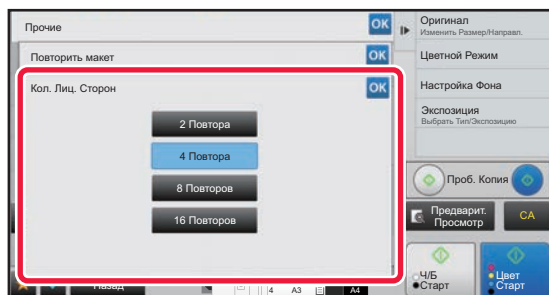 Прочие
OK
Повторить макет
OK
Кол. Лиц. Сторон
OK
2 Повтора
4 Повтора
8 Повторов
16 Повторов
Назад
4 A3
A4
Оригинал
Изменить Размер/Направл.
Цветной Режим
Настройка Фона
Экспозиция
Выбрать Тип/Экспозицию
Проб. Копия
Предварит.
Просмотр
CA
Ч/Б
Старт
Цвет
Старт